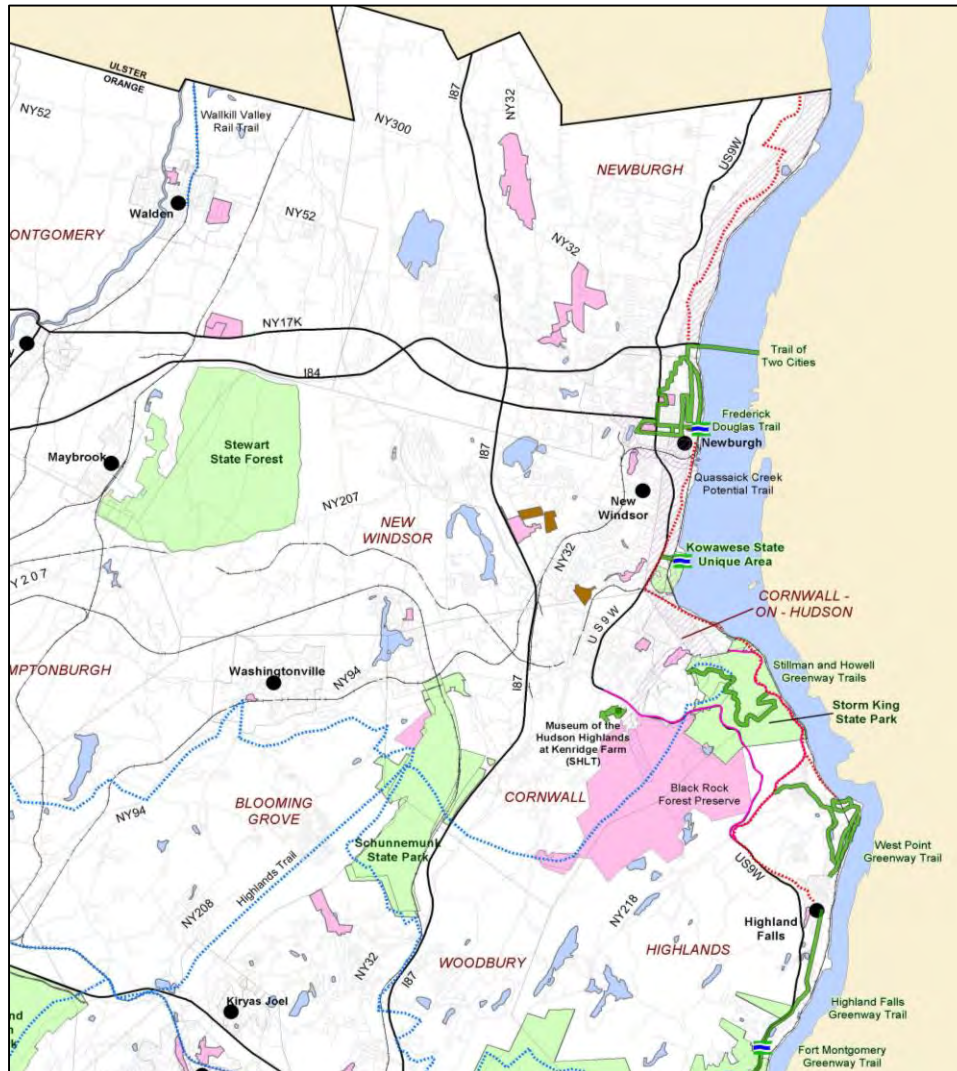 ULSTER
ORANGE
NY52
Wallkill Valley
Rail Trail
I87
NY32
NY300
US9W
NEWBURGH
Walden
NY52
NY32
ONTGOMERY
NY17K
I84
Trail of
Two Cities
Frederick
Douglas Trail
Newburgh
Stewart
State Forest
Maybrook
I87
Quassaick Creek
Potential Trail
New
Windsor
NY207
NEW
WINDSOR
NY32
Kowawese State
Unique Area
Y207
US9W
CORNWALL -
ON - HUDSON
MPTONBURGH
Washingtonville
NY94
I87
Stillman and Howell
Greenway Trails
Storm King
State Park
Museum of the
Hudson Highlands
at Kenridge Farm
(SHLT)
NY94
BLOOMING
GROVE
CORNWALL
Black Rock
Forest Preserve
Schunnemunk
State Park
Highlands Trail
US9W
West Point
Greenway Trail
NY208
NY218
Highland
Falls
NY32
I87
WOODBURY
HIGHLANDS
Kiryas Joel
Highland Falls
Greenway Trail
Fort Montgomery
Greenway Trail